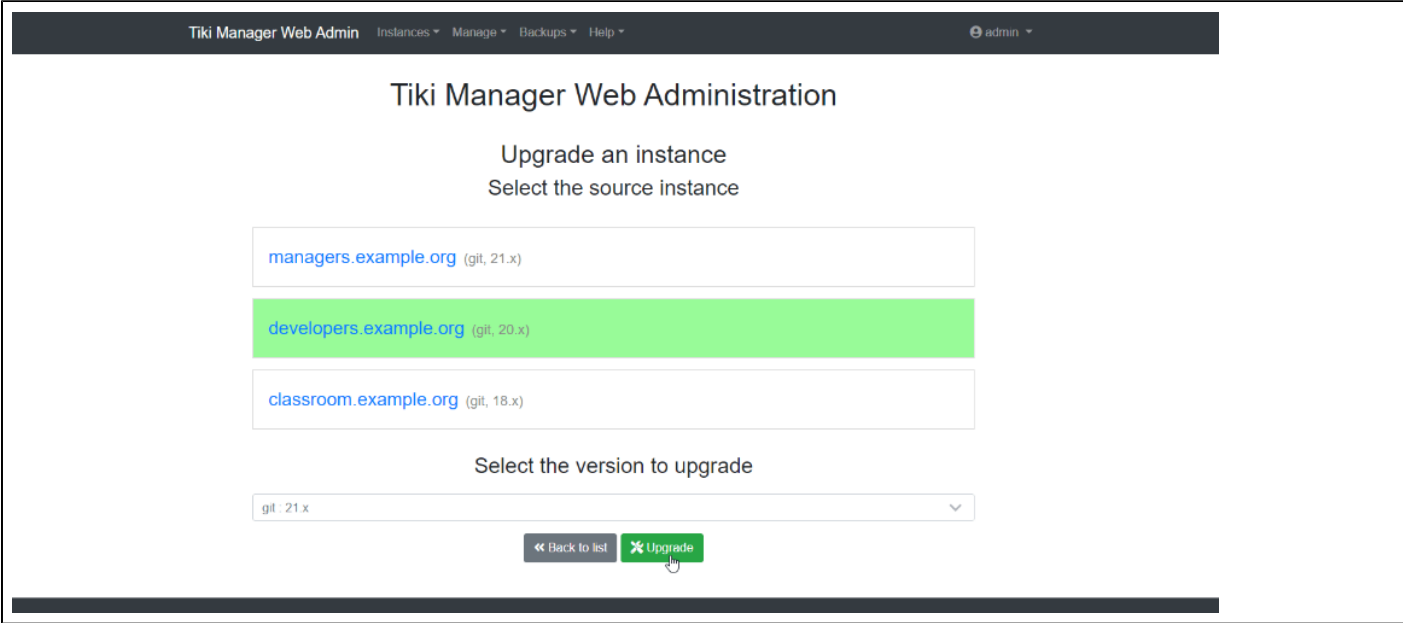 Tiki Manager Web Admin Instances Manage Backups Help admin
Tiki Manager Web Administration
Upgrade an instance
Select the source instance
managers.example.org (git, 21.x)
developers.example.org (git, 20.x)
classroom.example.org (git, 18.x)
Select the version to upgrade
git : 21.x
Back to list Upgrade